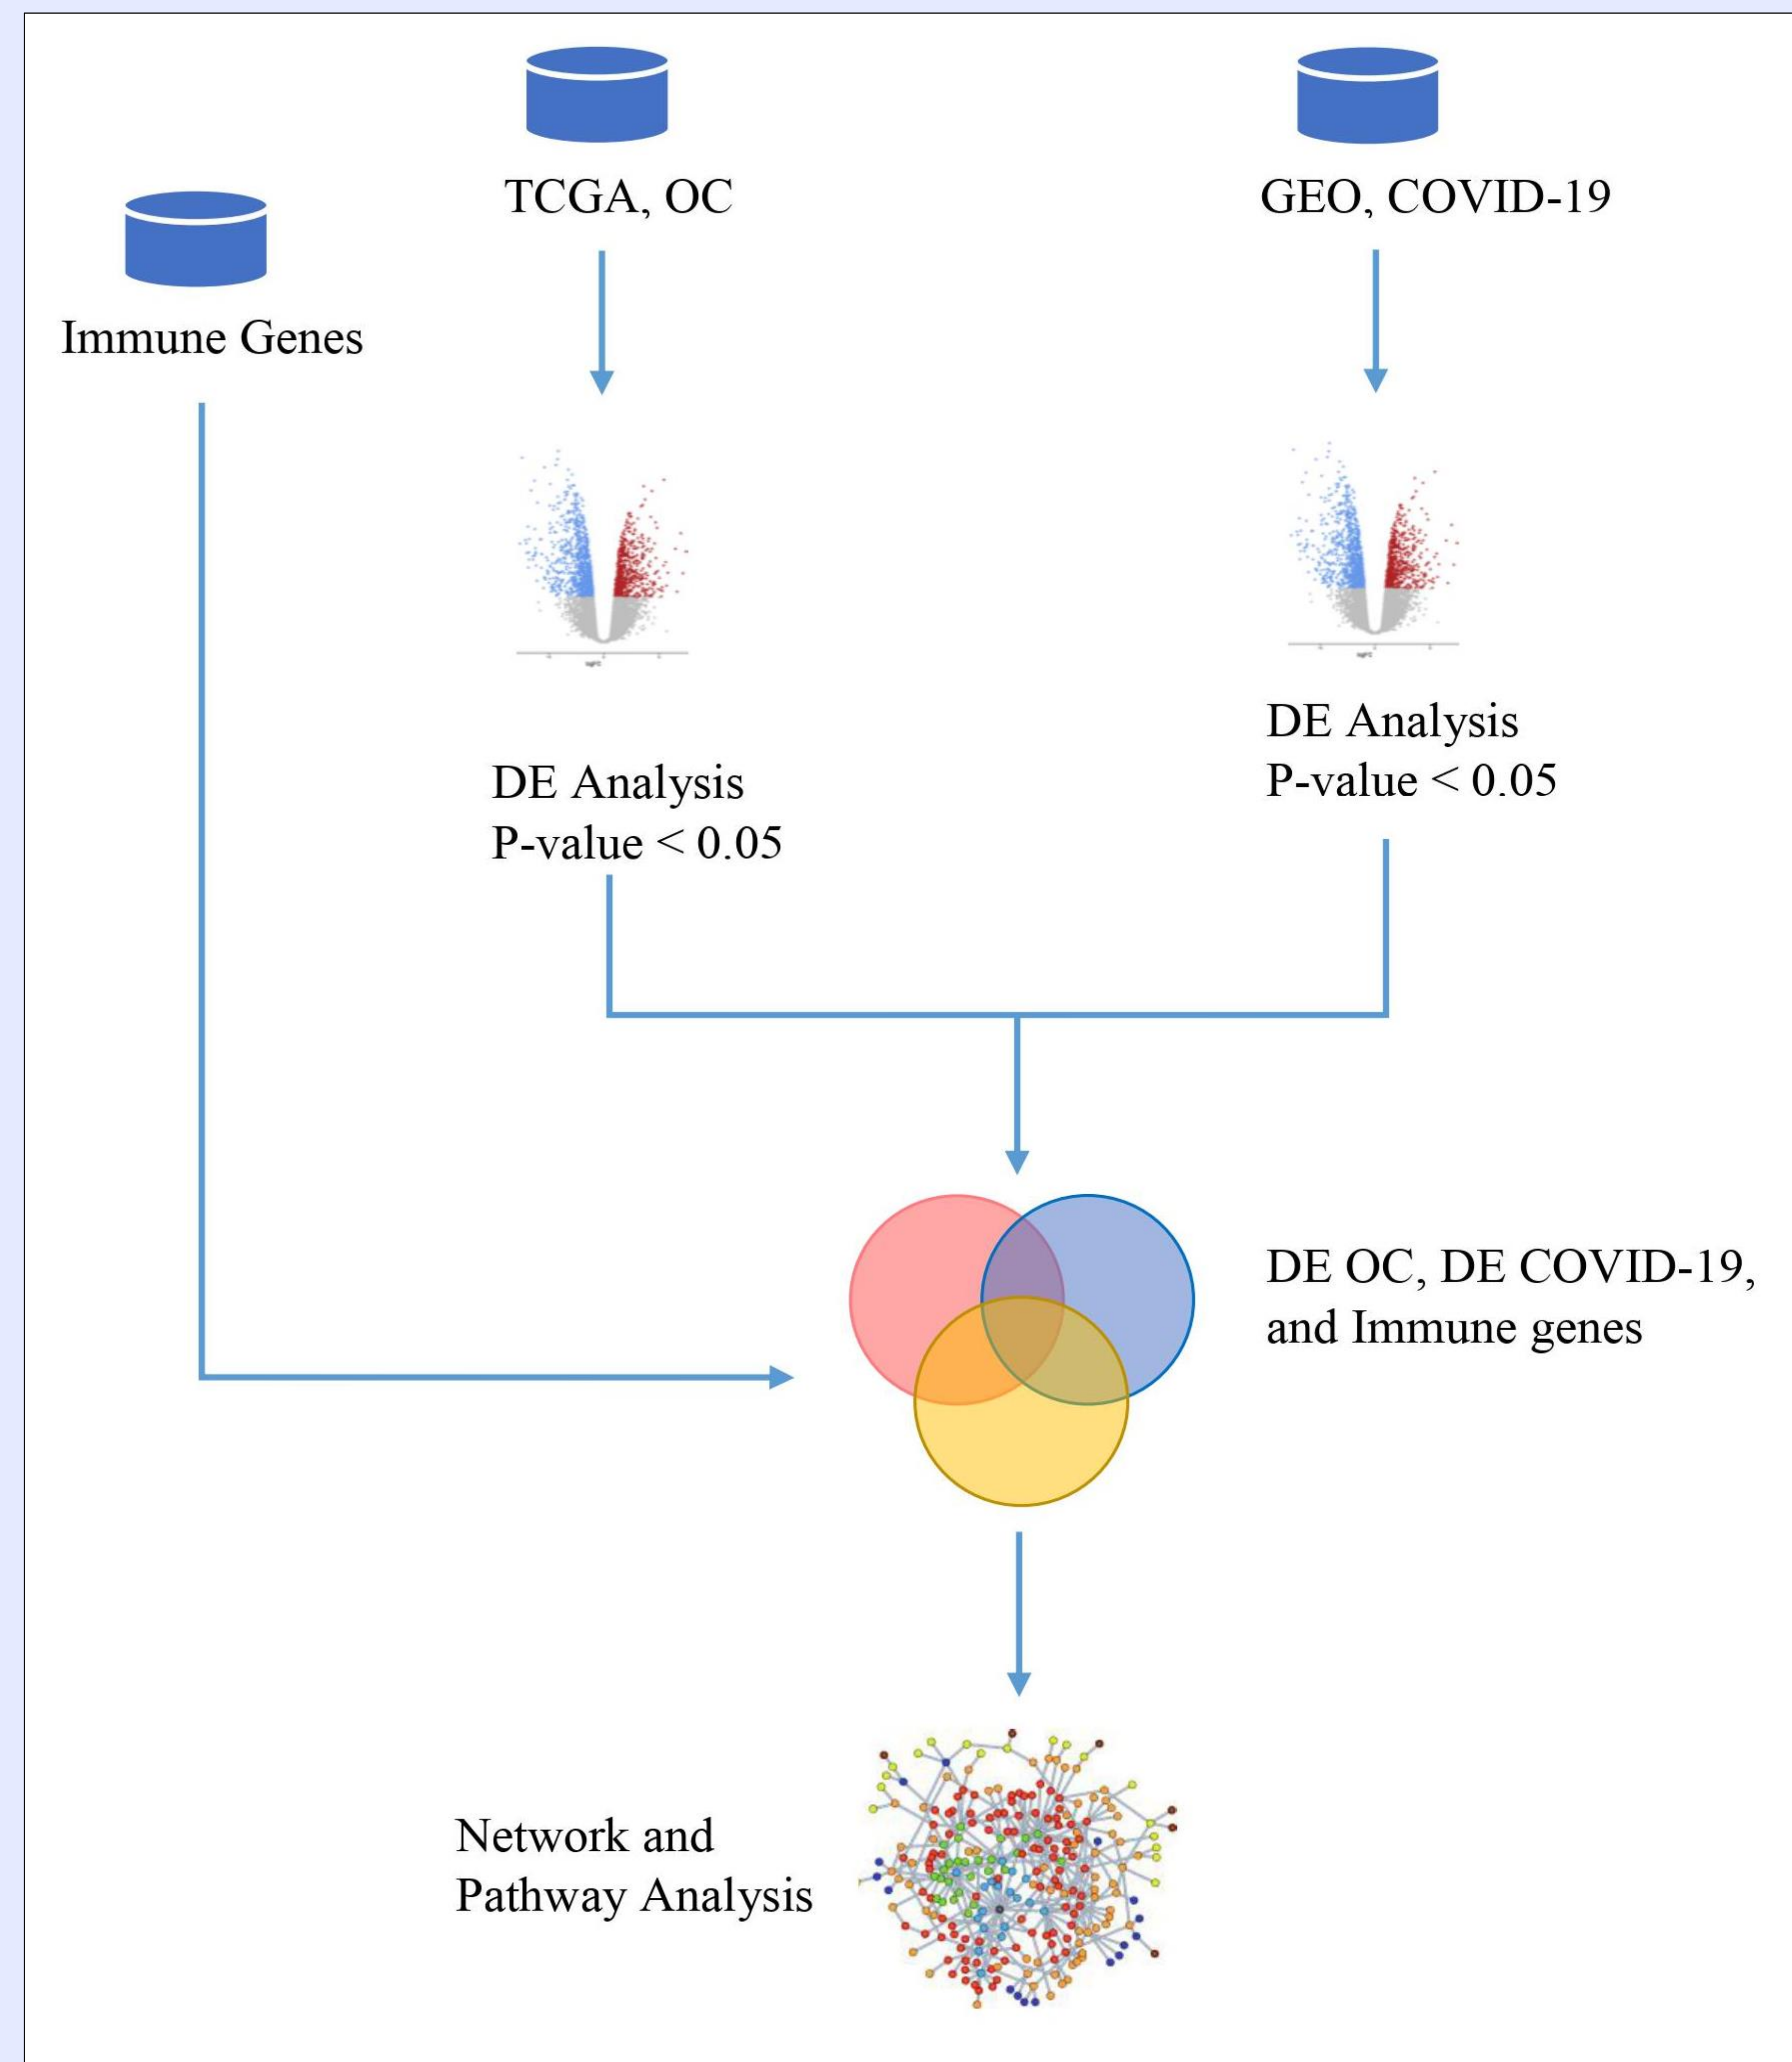 TCGA, OC
GEO, COVID-19
Immune Genes
DE Analysis
P-value < 0.05
DE Analysis
P-value < 0.05
DE OC, DE COVID-19,
and Immune genes
Network and
Pathway Analysis